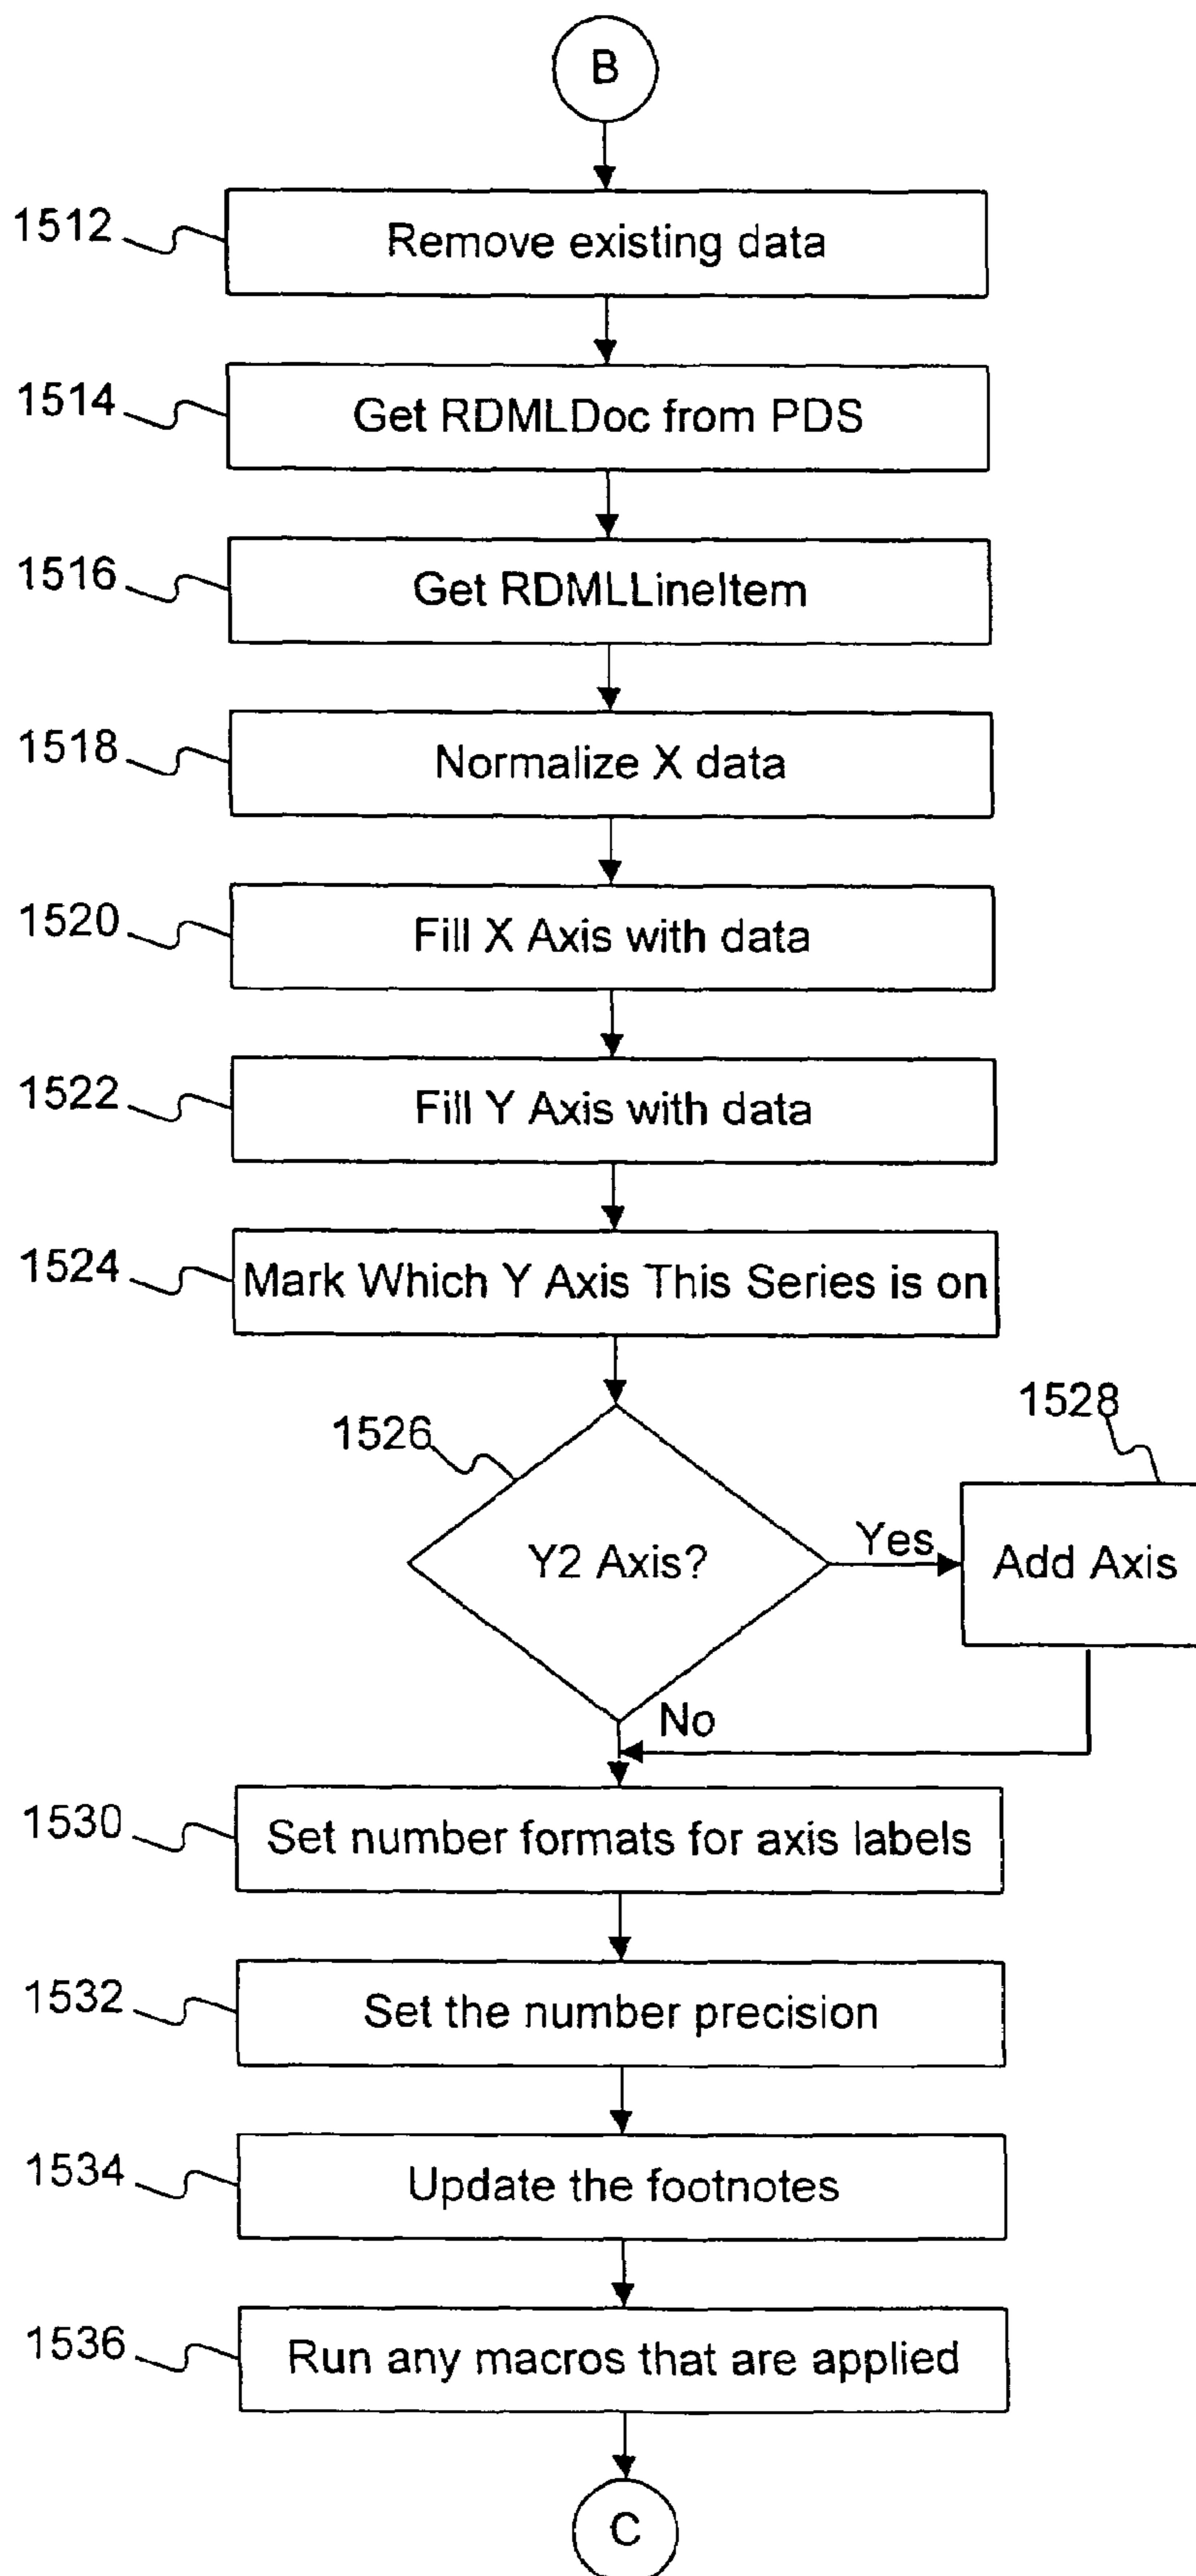 B
1512
Remove existing data
1514
Get RDMLDoc from PDS
1516
Get RDMLLineItem
1518
Normalize X data
1520
Fill X Axis with data
1522
Fill Y Axis with data
1524
Mark Which Y Axis This Series is on
1526
Y2 Axis?
Yes
1528
Add Axis
No
1530
Set number formats for axis labels
1532
Set the number precision
1534
Update the footnotes
1536
Run any macros that are applied
C